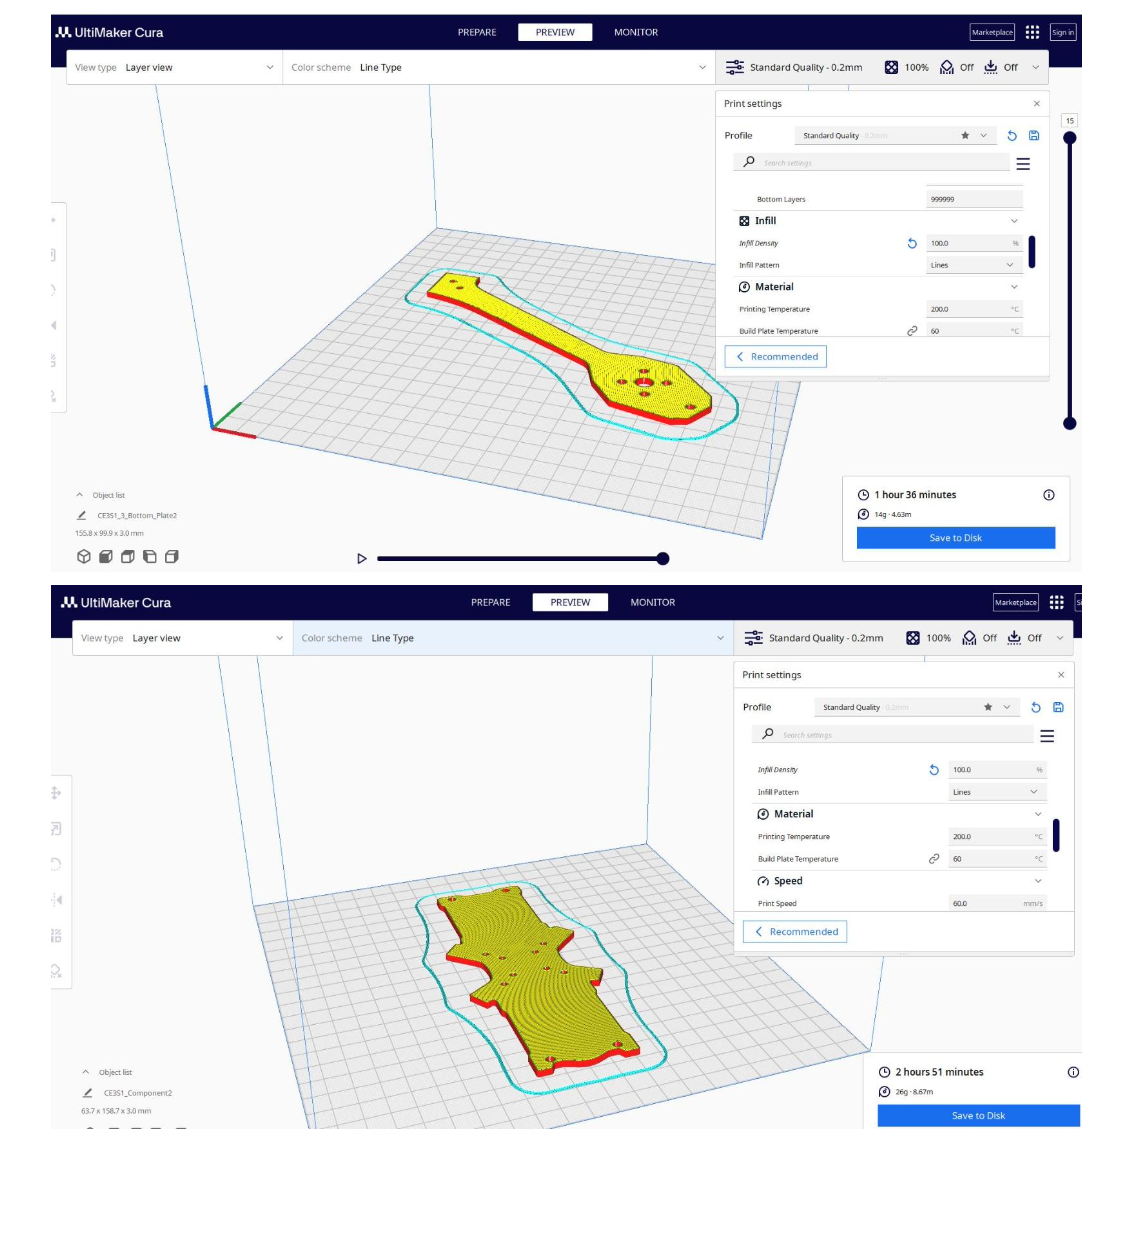 UltiMaker Cura PREPARE PREVIEW MONITOR Marketplace Sign in
View type Layer view Color scheme Line Type Standard Quality - 0.2mm 100% Off Off
Print settings
Profile Standard Quality 0.2mm
15
Search settings
Bottom Layers 999999
Infill
Infill Density 100.0 %
Infill Pattern Lines
Material
Printing Temperature 200.0 °C
Build Plate Temperature 60 °C
Recommended
Object list
CE3S1_3_Bottom_Plate2
155.8 x 99.9 x 3.0 mm
1 hour 36 minutes
14g · 4.63m
Save to Disk
UltiMaker Cura PREPARE PREVIEW MONITOR Marketplace
View type Layer view Color scheme Line Type Standard Quality - 0.2mm 100% Off Off
Print settings
Profile Standard Quality - 0.2mm
Search settings
Infill Density 100.0 %
Infill Pattern Lines
Material
Printing Temperature 200.0 °C
Build Plate Temperature 60 °C
Speed
Print Speed 60.0 mm/s
Recommended
Object list
CE3S1_Component2
63.7 x 158.7 x 3.0 mm
2 hours 51 minutes
26g · 8.67m
Save to Disk